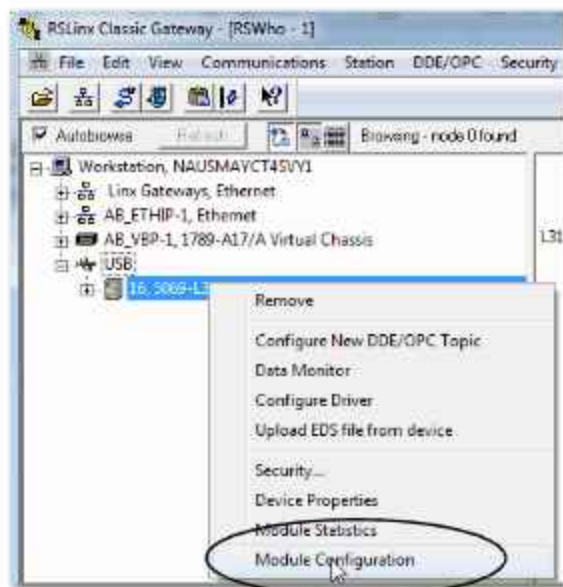 RSLinx Classic Gateway - [RSWho - 1]
File Edit View Communications Station DDE/OPC Security
Autobrowse Refresh Browsing - node 0 found
Workstation, NAUSMAYCT4SVY1
Linx Gateways, Ethernet
AB_ETHIP-1, Ethernet
AB_VBP-1, 1789-A17/A Virtual Chassis
L31
USB
16, 5069-L3
Remove
Configure New DDE/OPC Topic
Data Monitor
Configure Driver
Upload EDS file from device
Security...
Device Properties
Module Statistics
Module Configuration